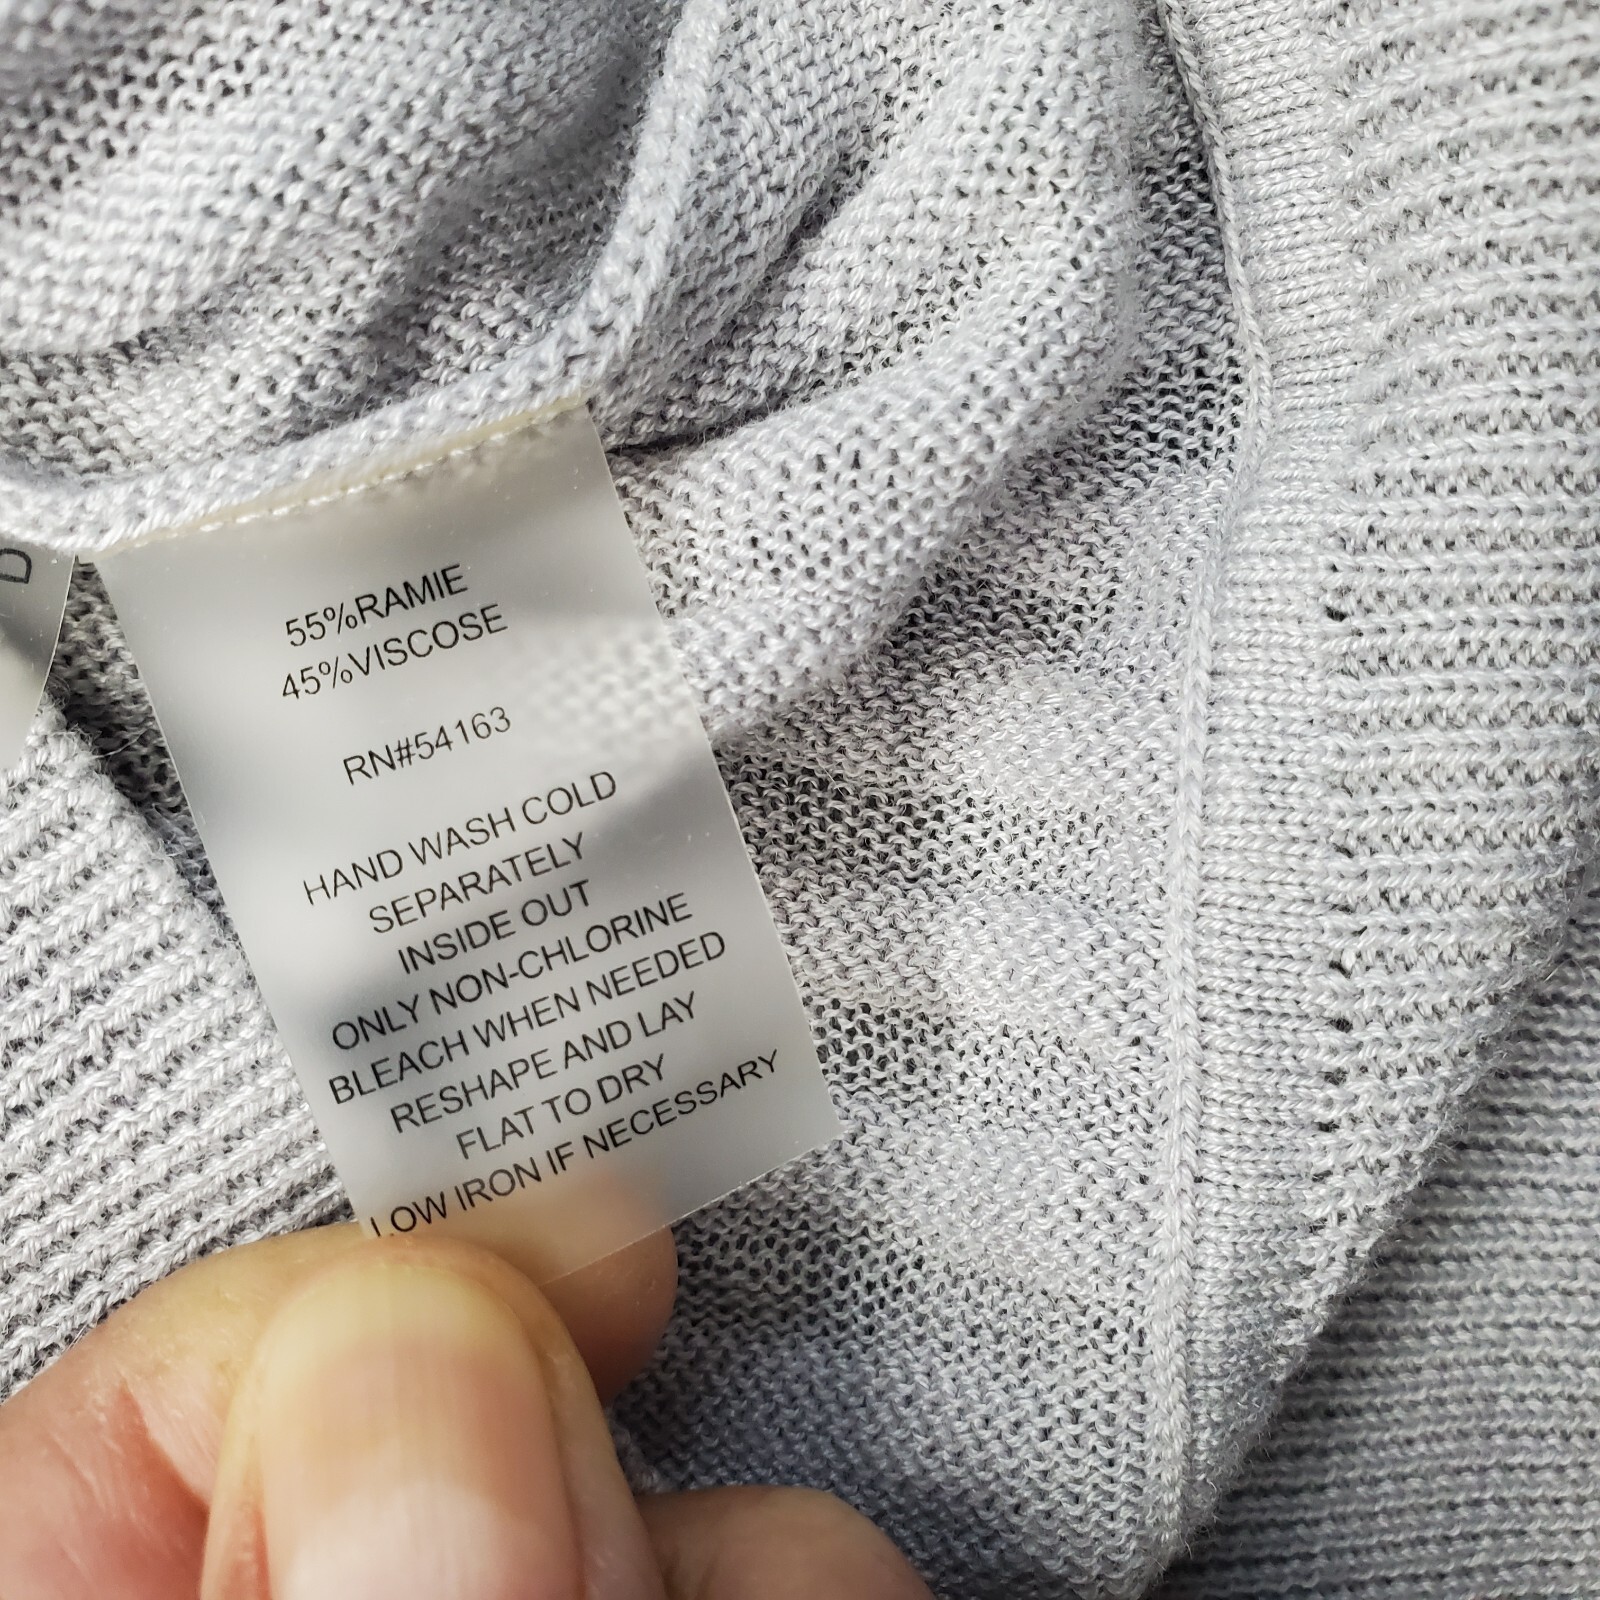 55%RAMIE
45%VISCOSE
RN#54163
HAND WASH COLD
SEPARATELY
INSIDE OUT
ONLY NON-CHLORINE
BLEACH WHEN NEEDED
RESHAPE AND LAY
FLAT TO DRY
LOW IRON IF NECESSARY
D